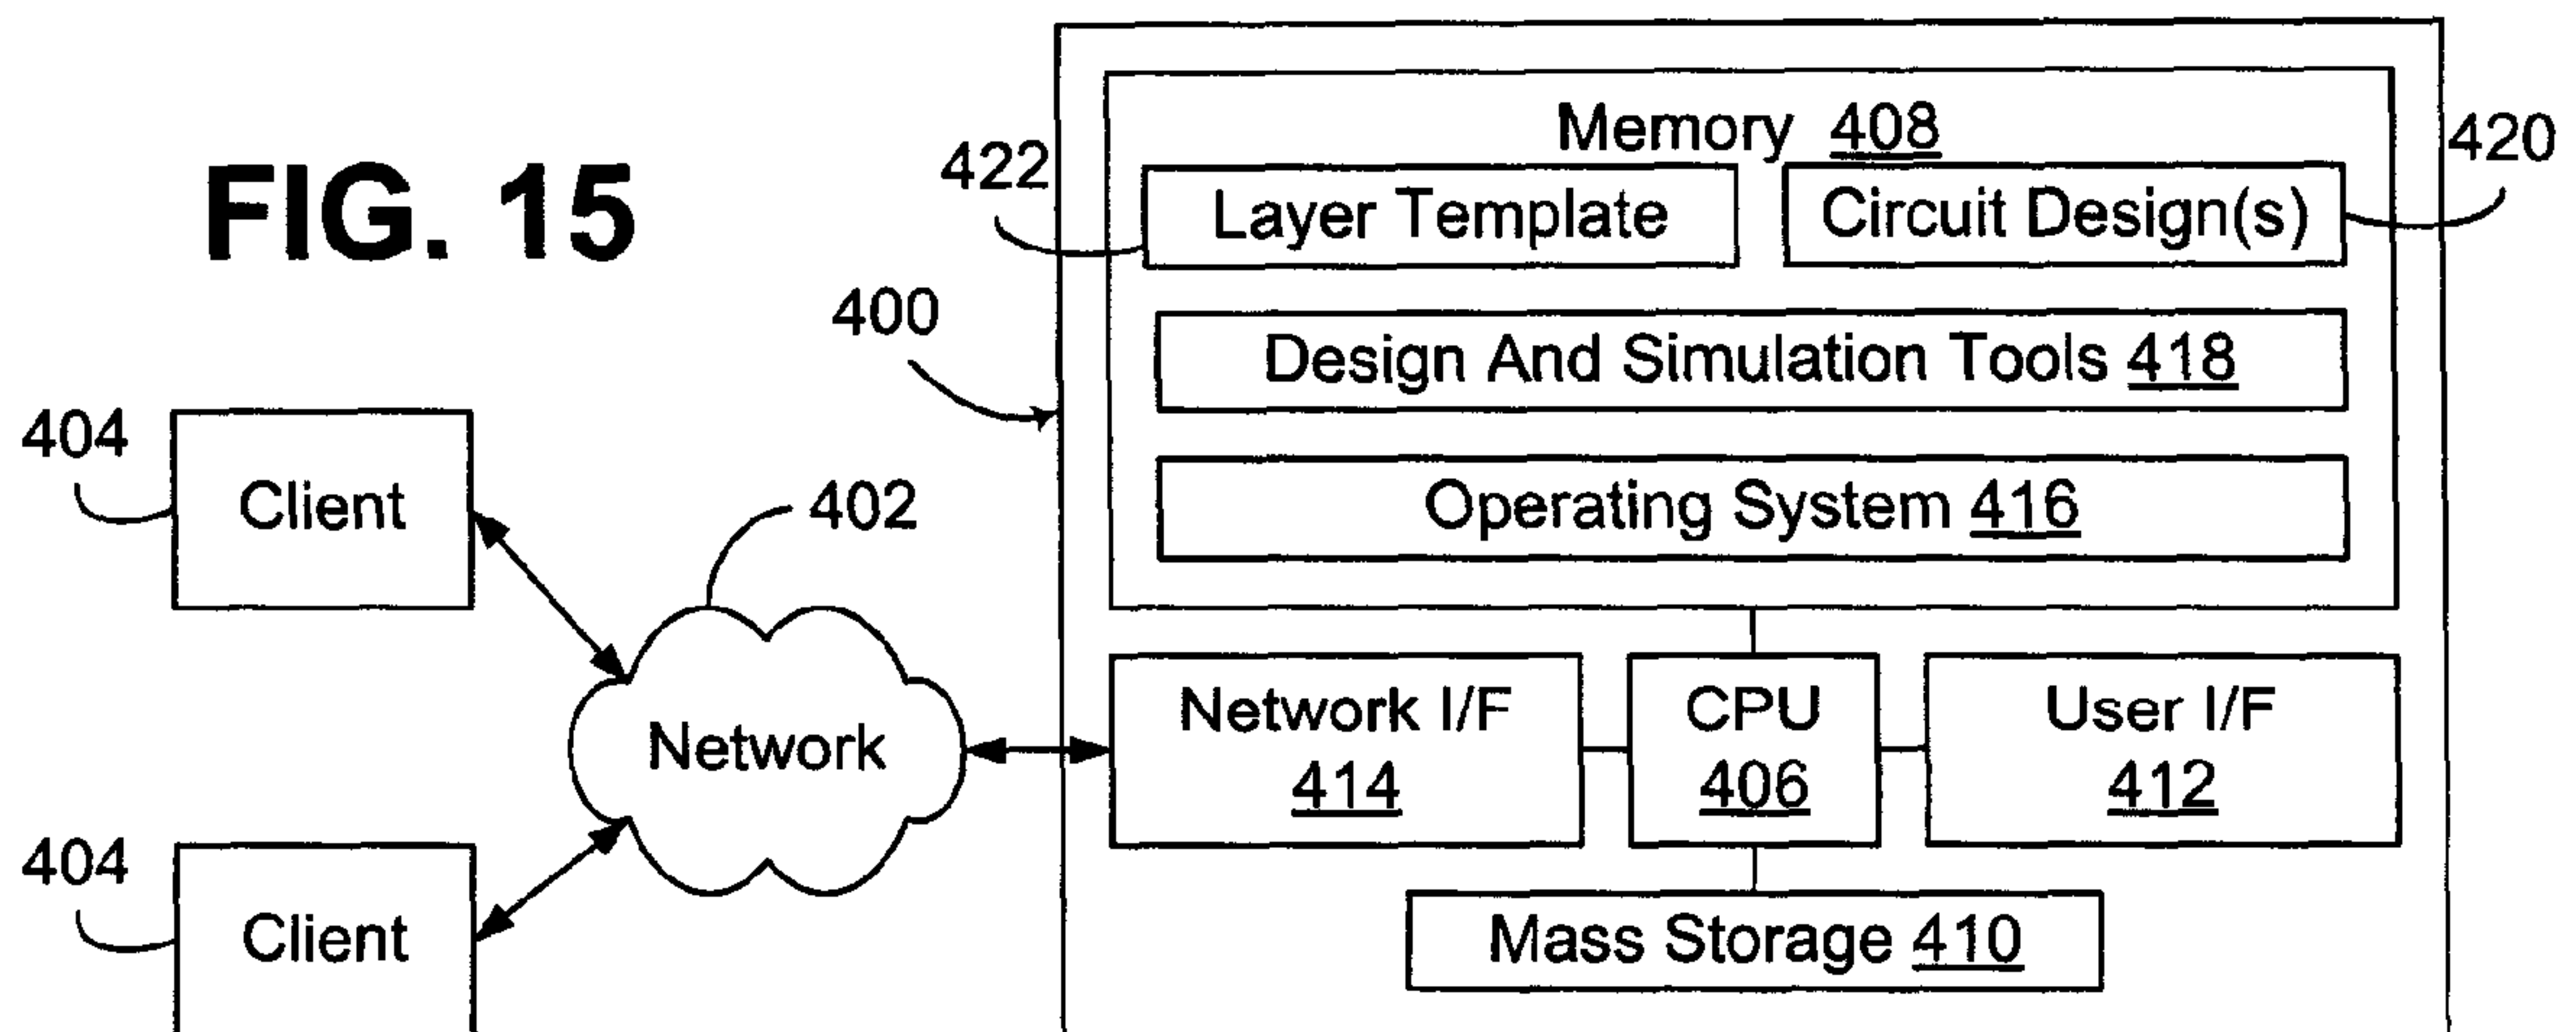 FIG. 15
Memory 408
420
422
Layer Template
Circuit Design(s)
400
Design And Simulation Tools 418
404
Client
402
Operating System 416
Network
Network I/F
414
CPU
406
User I/F
412
404
Client
Mass Storage 410